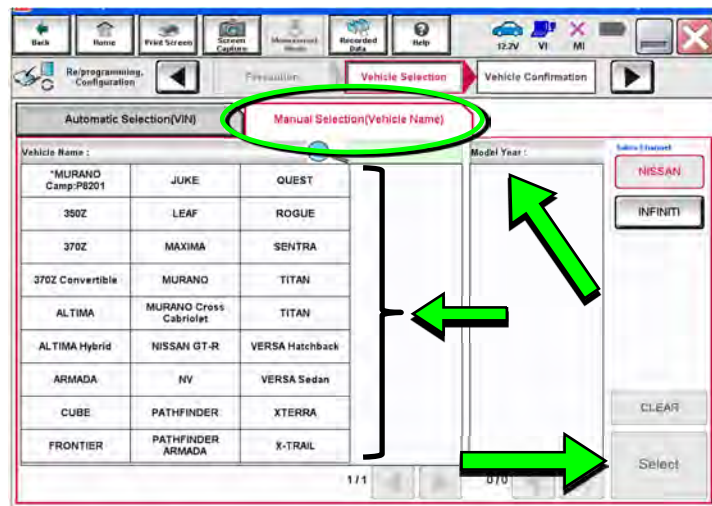 Back
Home
Print Screen
Screen Capture
Measurement Mode
Recorded Data
Help
12.2V
VI
MI
Re/programming, Configuration
Precaution
Vehicle Selection
Vehicle Confirmation
Automatic Selection(VIN)
Manual Selection(Vehicle Name)
Vehicle Name :
Model Year :
Sales Channel
*MURANO Camp:P8201
JUKE
QUEST
NISSAN
350Z
LEAF
ROGUE
INFINITI
370Z
MAXIMA
SENTRA
370Z Convertible
MURANO
TITAN
ALTIMA
MURANO Cross Cabriolet
TITAN
ALTIMA Hybrid
NISSAN GT-R
VERSA Hatchback
ARMADA
NV
VERSA Sedan
CUBE
PATHFINDER
XTERRA
CLEAR
FRONTIER
PATHFINDER ARMADA
X-TRAIL
Select
1/1
0/0